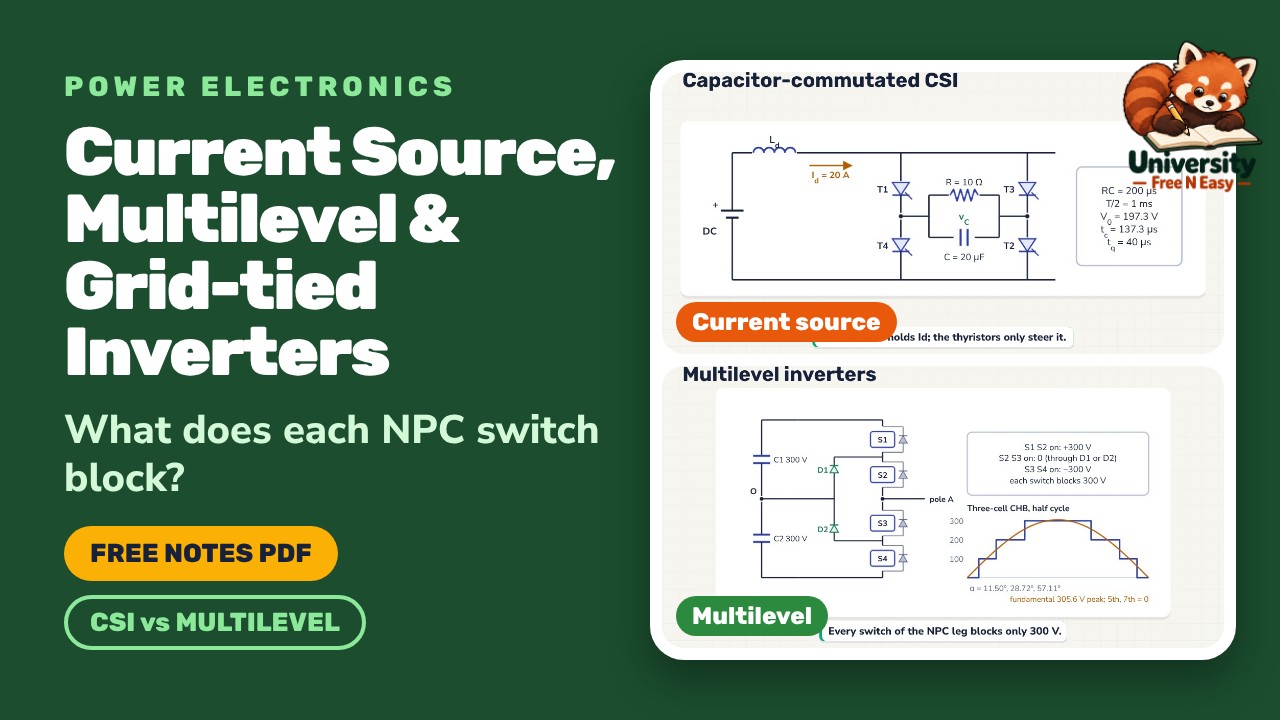 POWER ELECTRONICS
Current Source,
Multilevel &
Grid-tied
Inverters
What does each NPC switch
block?
FREE NOTES PDF
CSI vs MULTILEVEL
Capacitor-commutated CSI
Ld
Id = 20 A
T1
R = 10 Ω
T3
+
vC
DC
T4
T2
C = 20 µF
RC = 200 µs
T/2 = 1 ms
V0 = 197.3 V
tc = 137.3 µs
tq = 40 µs
University
Free N Easy
Current source
holds Id; the thyristors only steer it.
Multilevel inverters
S1
C1 300 V
D1
S2
O
pole A
S3
D2
C2 300 V
S4
S1 S2 on: +300 V
S2 S3 on: 0 (through D1 or D2)
S3 S4 on: −300 V
each switch blocks 300 V
Three-cell CHB, half cycle
300
200
100
α = 11.50°, 28.72°, 57.11°
fundamental 305.6 V peak; 5th, 7th = 0
Multilevel
Every switch of the NPC leg blocks only 300 V.